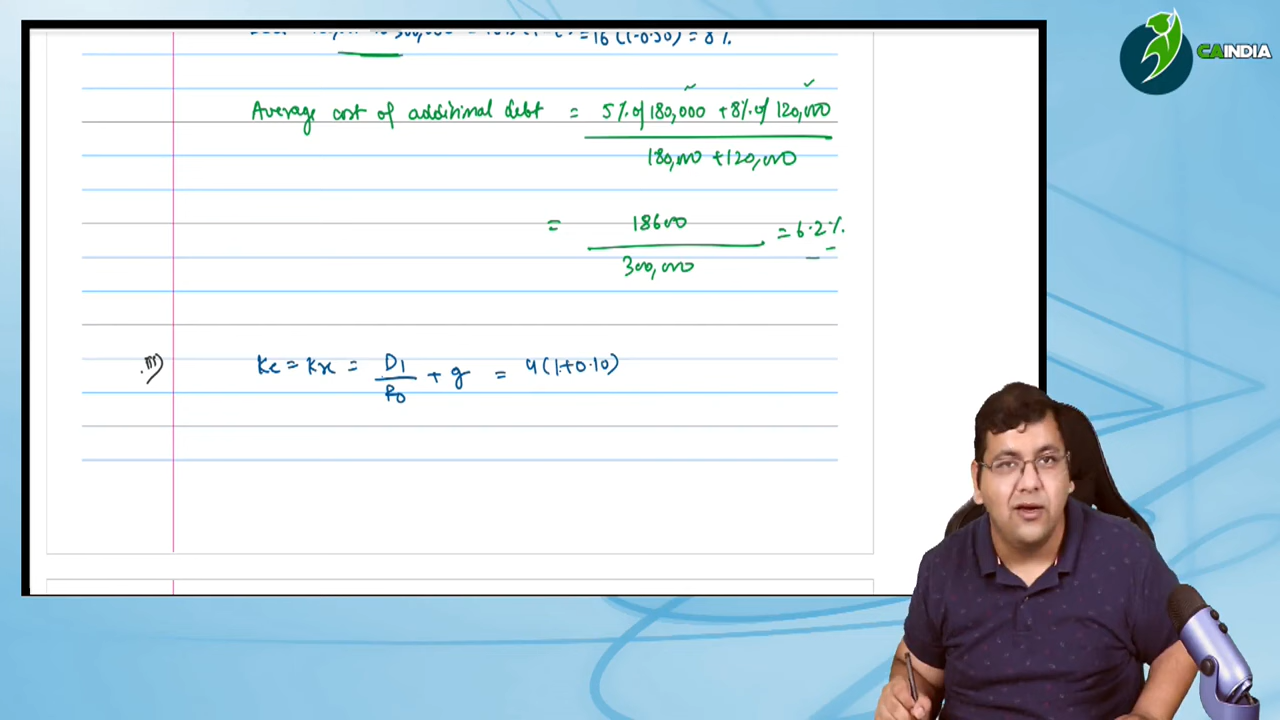 = 16 (1-0.50) = 8%
Average cost of additional debt = 5% of 180,000 + 8% of 120,000
180,000 + 120,000
= 18600 = 6.2%
300,000
iii) Ke = Kr = D1 + g = 4(1+0.10)
P0
CAINDIA